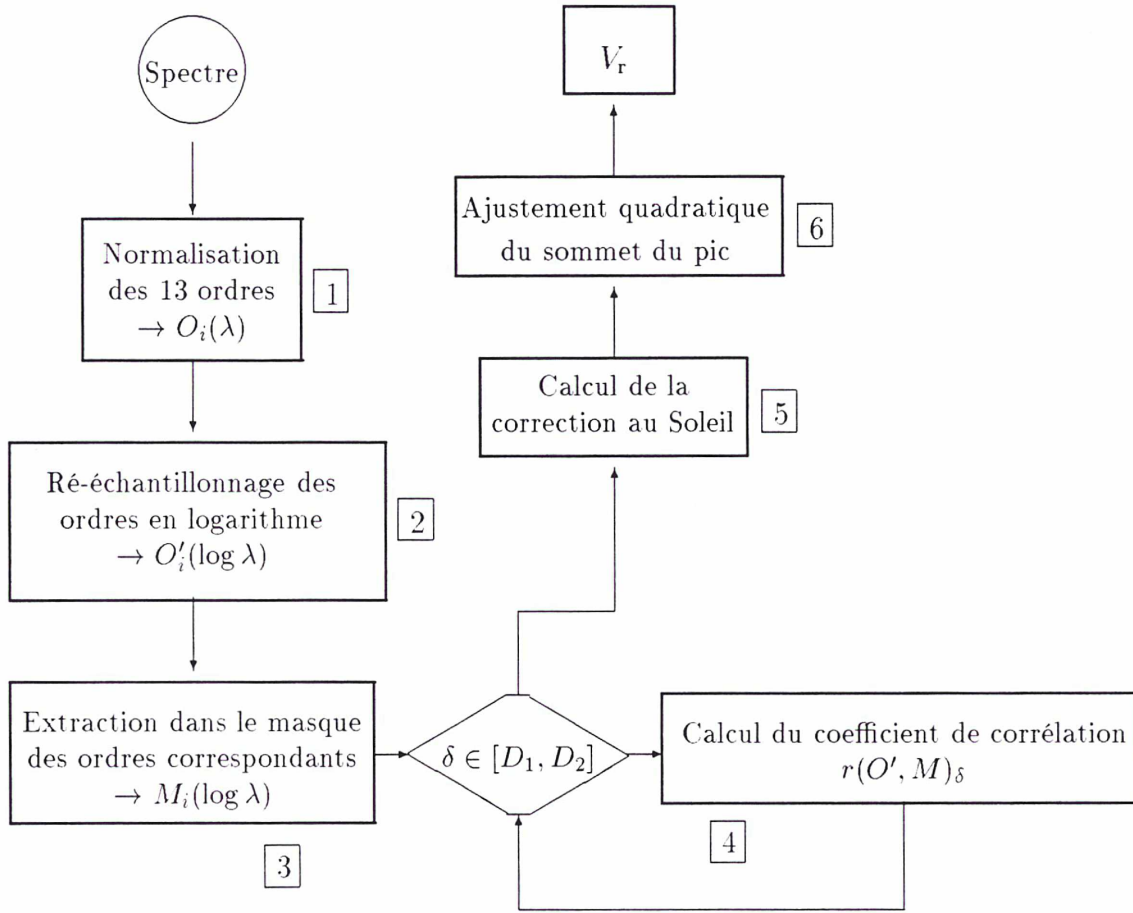 Spectre
Normalisation
des 13 ordres
→ O_i(λ)
1
Ré-échantillonnage des
ordres en logarithme
→ O′_i(log λ)
2
Extraction dans le masque
des ordres correspondants
→ M_i(log λ)
3
δ ∈ [D_1, D_2]
Calcul du coefficient de corrélation
r(O′, M)_δ
4
Calcul de la
correction au Soleil
5
Ajustement quadratique
du sommet du pic
6
V_r